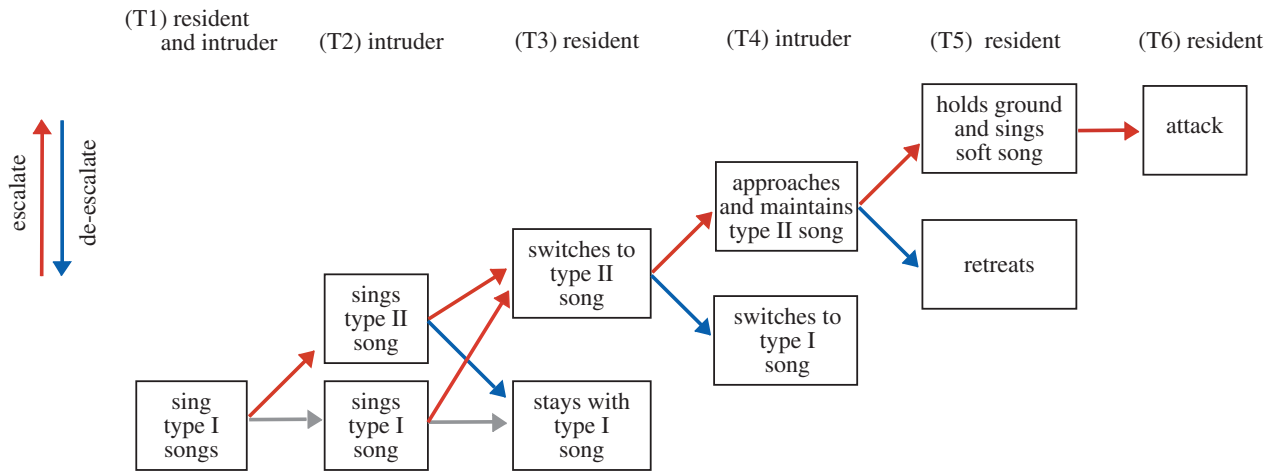 (T1) resident
and intruder
(T2) intruder
(T3) resident
(T4) intruder
(T5) resident
(T6) resident
escalate
de-escalate
sing
type I
songs
sings
type II
song
sings
type I
song
switches to
type II
song
stays with
type I
song
approaches
and maintains
type II song
switches to
type I
song
holds ground
and sings
soft song
retreats
attack